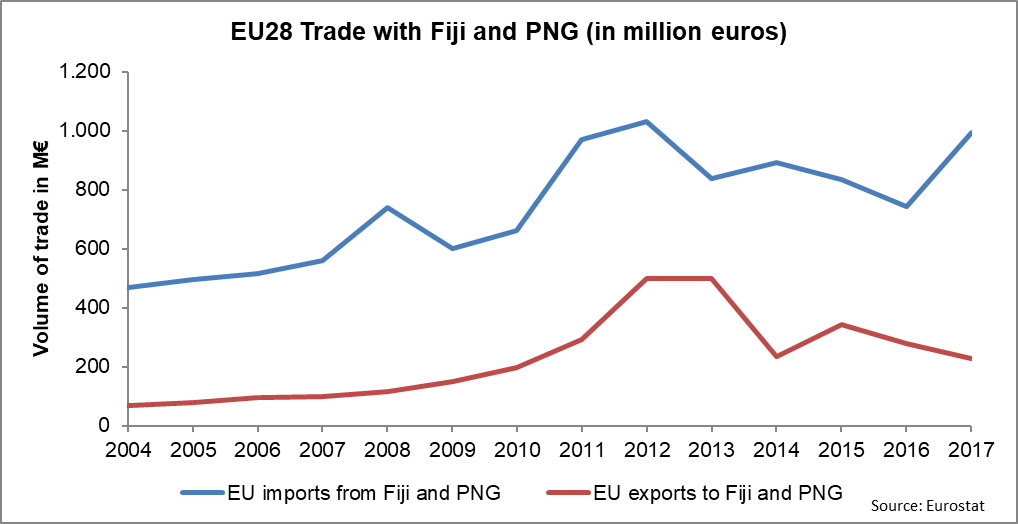 EU28 Trade with Fiji and PNG (in million euros)
Volume of trade in M€
1.200
1.000
800
600
400
200
0
2004 2005 2006 2007 2008 2009 2010 2011 2012 2013 2014 2015 2016 2017
EU imports from Fiji and PNG EU exports to Fiji and PNG
Source: Eurostat